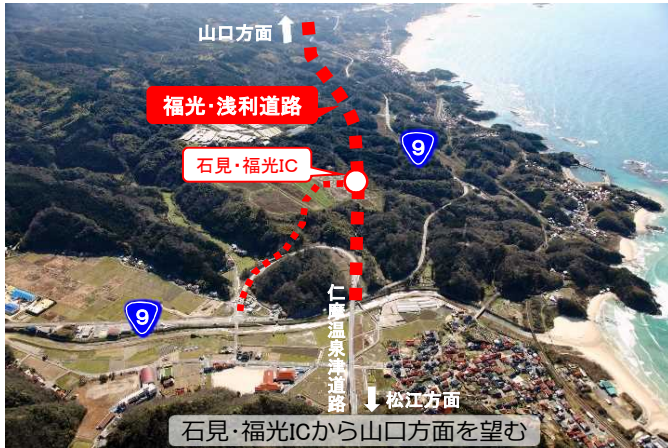 山口方面
福光・浅利道路
9
石見・福光IC
9
仁摩温泉津道路
松江方面
石見・福光ICから山口方面を望む